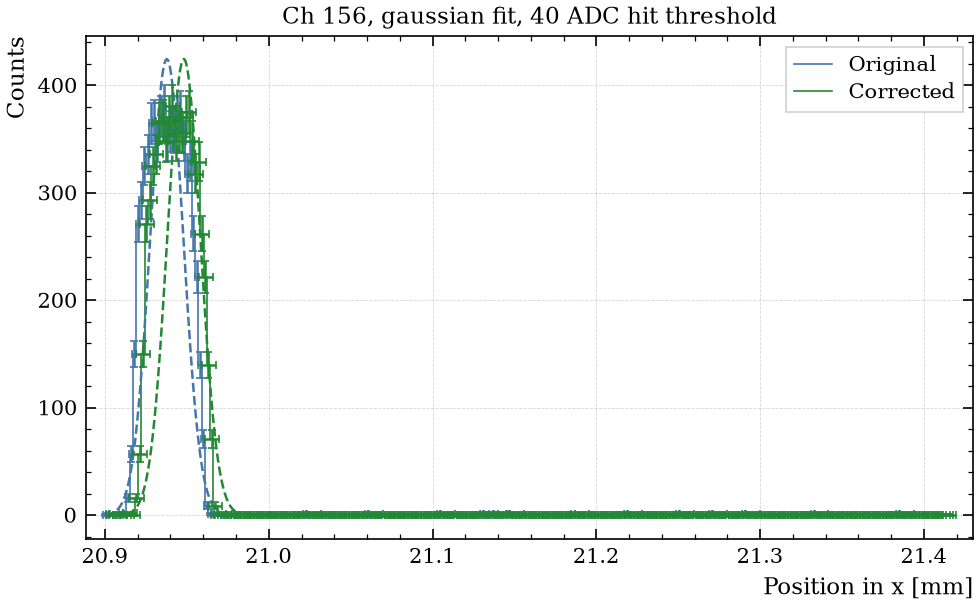 Ch 156, gaussian fit, 40 ADC hit threshold
Counts
Original
Corrected
400
300
200
100
0
20.9 21.0 21.1 21.2 21.3 21.4
Position in x [mm]